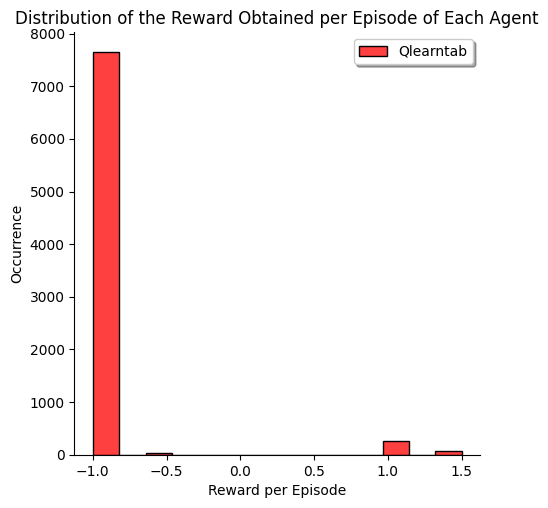 Distribution of the Reward Obtained per Episode of Each Agent
Qlearntab
8000
7000
6000
5000
4000
3000
2000
1000
0
Occurrence
−1.0 −0.5 0.0 0.5 1.0 1.5
Reward per Episode